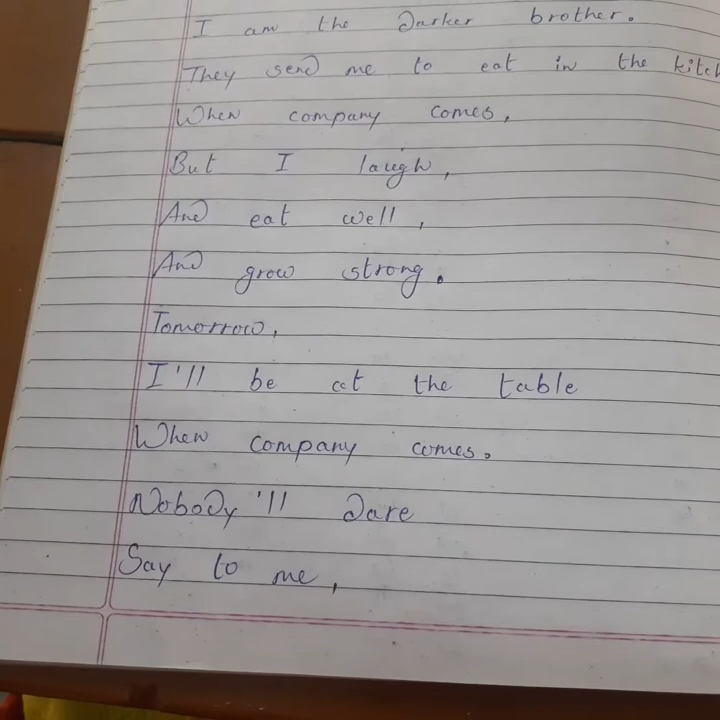 I am the darker brother.
They send me to eat in the kitch
When company comes,
But I laugh,
And eat well,
And grow strong.
Tomorrow,
I'll be at the table
When company comes.
Nobody'll dare
Say to me,